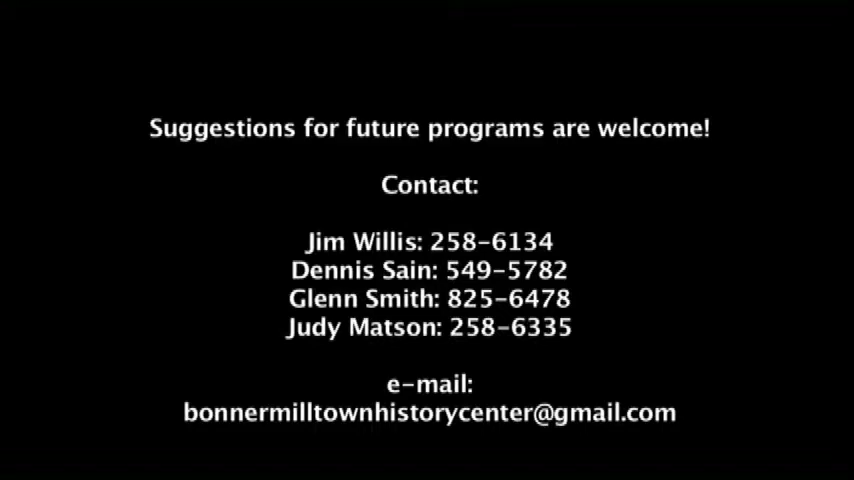 Suggestions for future programs are welcome!
Contact:
Jim Willis: 258-6134
Dennis Sain: 549-5782
Glenn Smith: 825-6478
Judy Matson: 258-6335
e-mail:
bonnermilltownhistorycenter@gmail.com